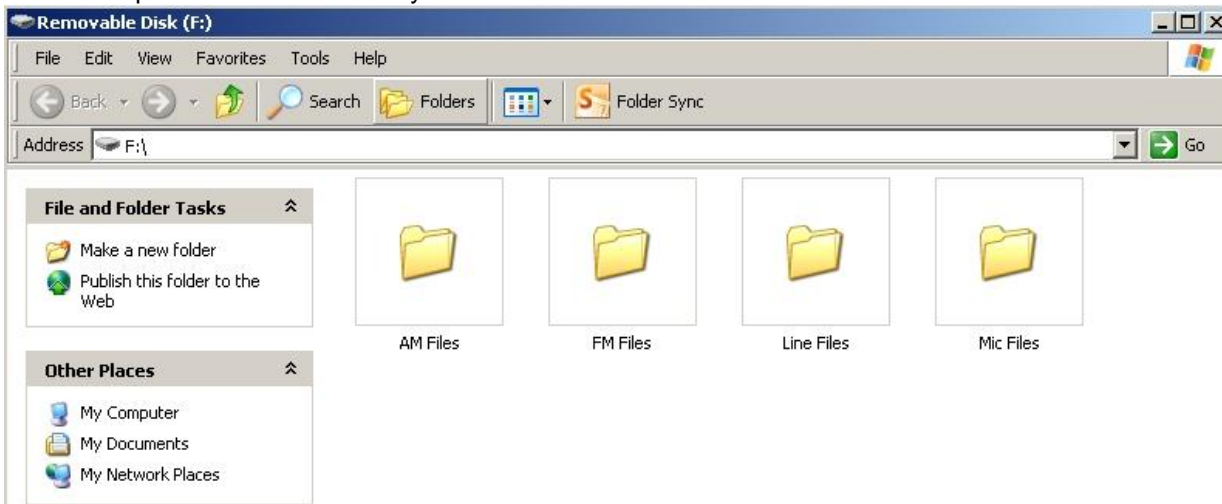 Removable Disk (F:)
File Edit View Favorites Tools Help
Back Search Folders Folder Sync
Address F:\ Go
File and Folder Tasks
Make a new folder
Publish this folder to the
Web
AM Files FM Files Line Files Mic Files
Other Places
My Computer
My Documents
My Network Places